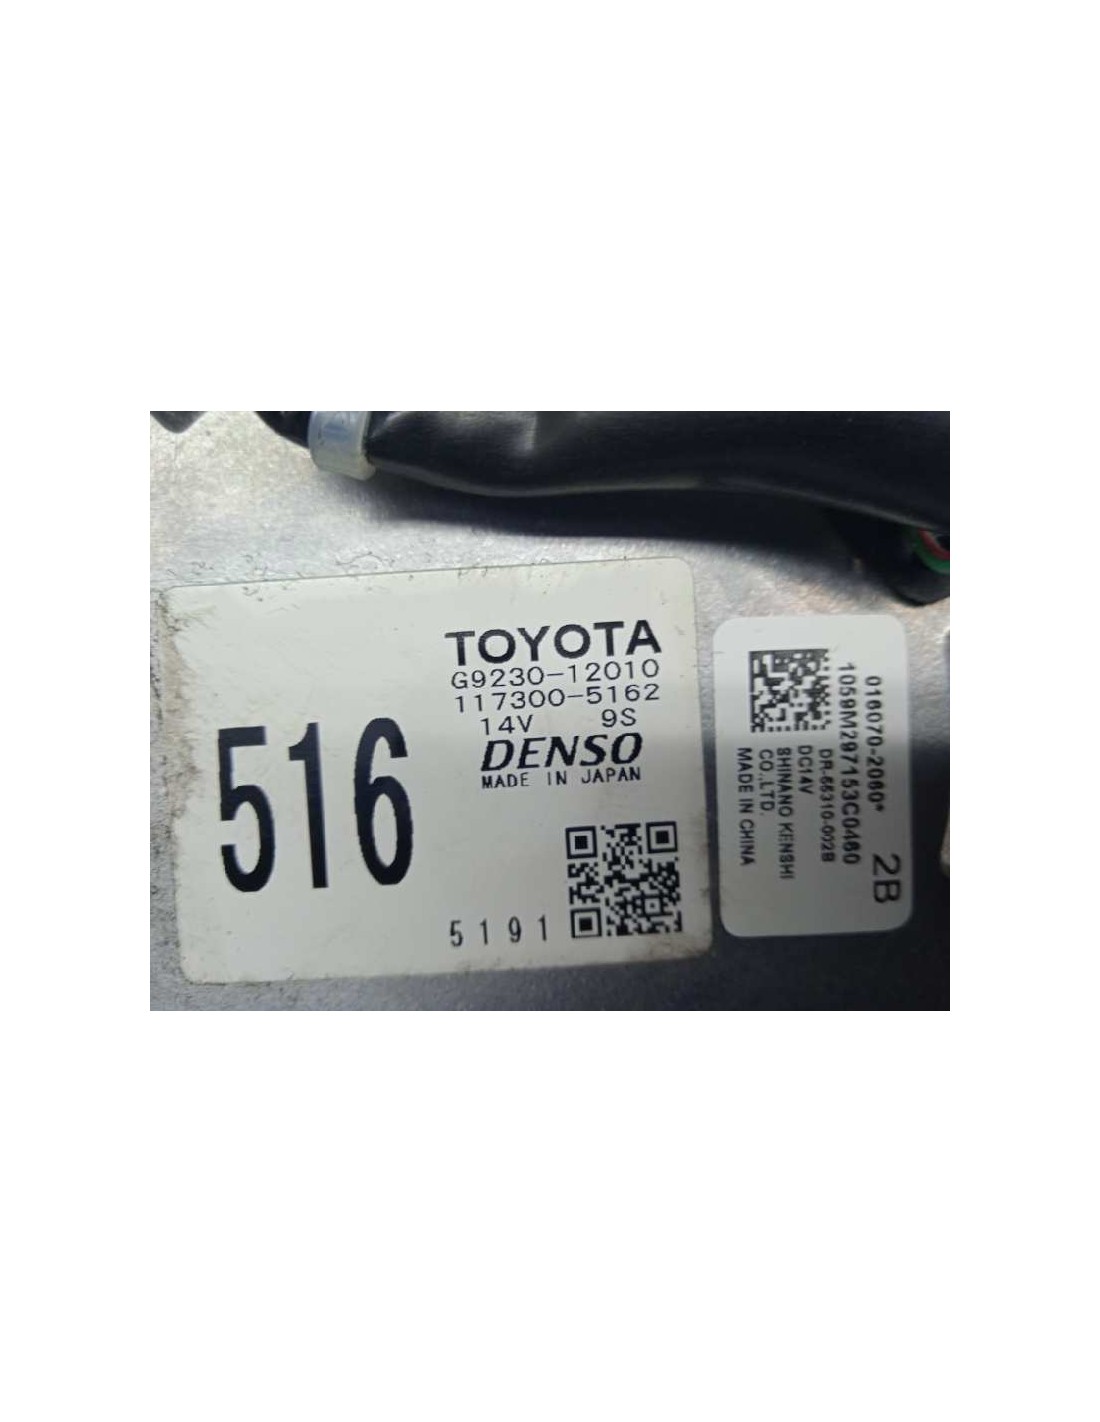 516
TOYOTA
G9230-12010
117300-5162
14V 9S
DENSO
MADE IN JAPAN
5191
016070-2060*
1059M297153C0460
2B
DR-55310-002B
DC14V
SHINANO KENSHI
CO.,LTD.
MADE IN CHINA